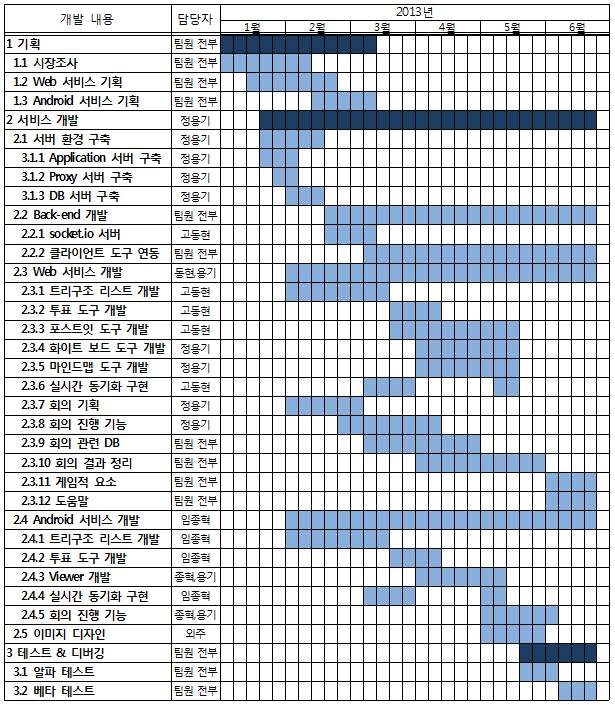 개발 내용 담당자 2013년
1월 2월 3월 4월 5월 6월
1 기획 팀원 전부
1.1 시장조사 팀원 전부
1.2 Web 서비스 기획 팀원 전부
1.3 Android 서비스 기획 팀원 전부
2 서비스 개발 정용기
2.1 서버 환경 구축 정용기
3.1.1 Application 서버 구축 정용기
3.1.2 Proxy 서버 구축 정용기
3.1.3 DB 서버 구축 정용기
2.2 Back-end 개발 팀원 전부
2.2.1 socket.io 서버 고동현
2.2.2 클라이언트 도구 연동 팀원 전부
2.3 Web 서비스 개발 동현,용기
2.3.1 트리구조 리스트 개발 고동현
2.3.2 투표 도구 개발 고동현
2.3.3 포스트잇 도구 개발 고동현
2.3.4 화이트 보드 도구 개발 정용기
2.3.5 마인드맵 도구 개발 정용기
2.3.6 실시간 동기화 구현 고동현
2.3.7 회의 기획 정용기
2.3.8 회의 진행 기능 정용기
2.3.9 회의 관련 DB 팀원 전부
2.3.10 회의 결과 정리 팀원 전부
2.3.11 게임적 요소 팀원 전부
2.3.12 도움말 팀원 전부
2.4 Android 서비스 개발 임종혁
2.4.1 트리구조 리스트 개발 임종혁
2.4.2 투표 도구 개발 임종혁
2.4.3 Viewer 개발 종혁,용기
2.4.4 실시간 동기화 구현 임종혁
2.4.5 회의 진행 기능 종혁,용기
2.5 이미지 디자인 외주
3 테스트 & 디버깅 팀원 전부
3.1 알파 테스트 팀원 전부
3.2 베타 테스트 팀원 전부